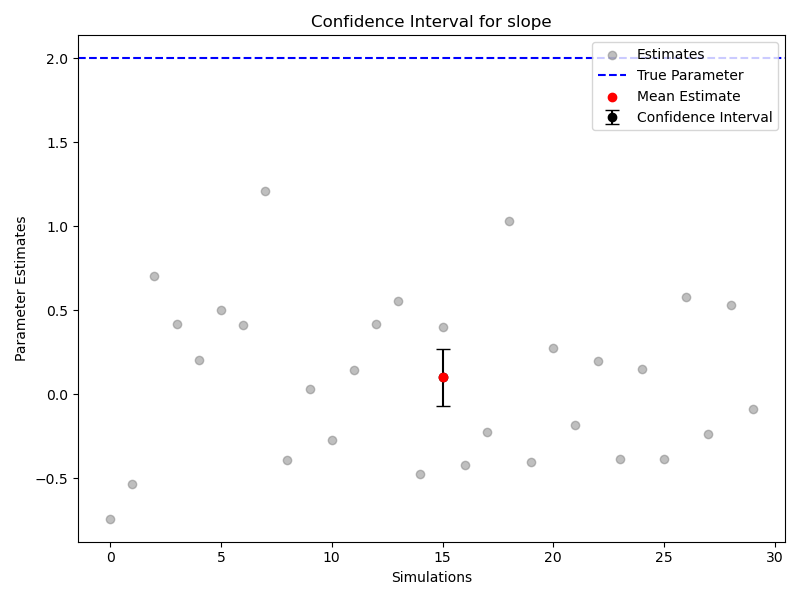 Confidence Interval for slope
Estimates
True Parameter
Mean Estimate
Confidence Interval
Parameter Estimates
2.0
1.5
1.0
0.5
0.0
−0.5
0
5
10
15
20
25
30
Simulations